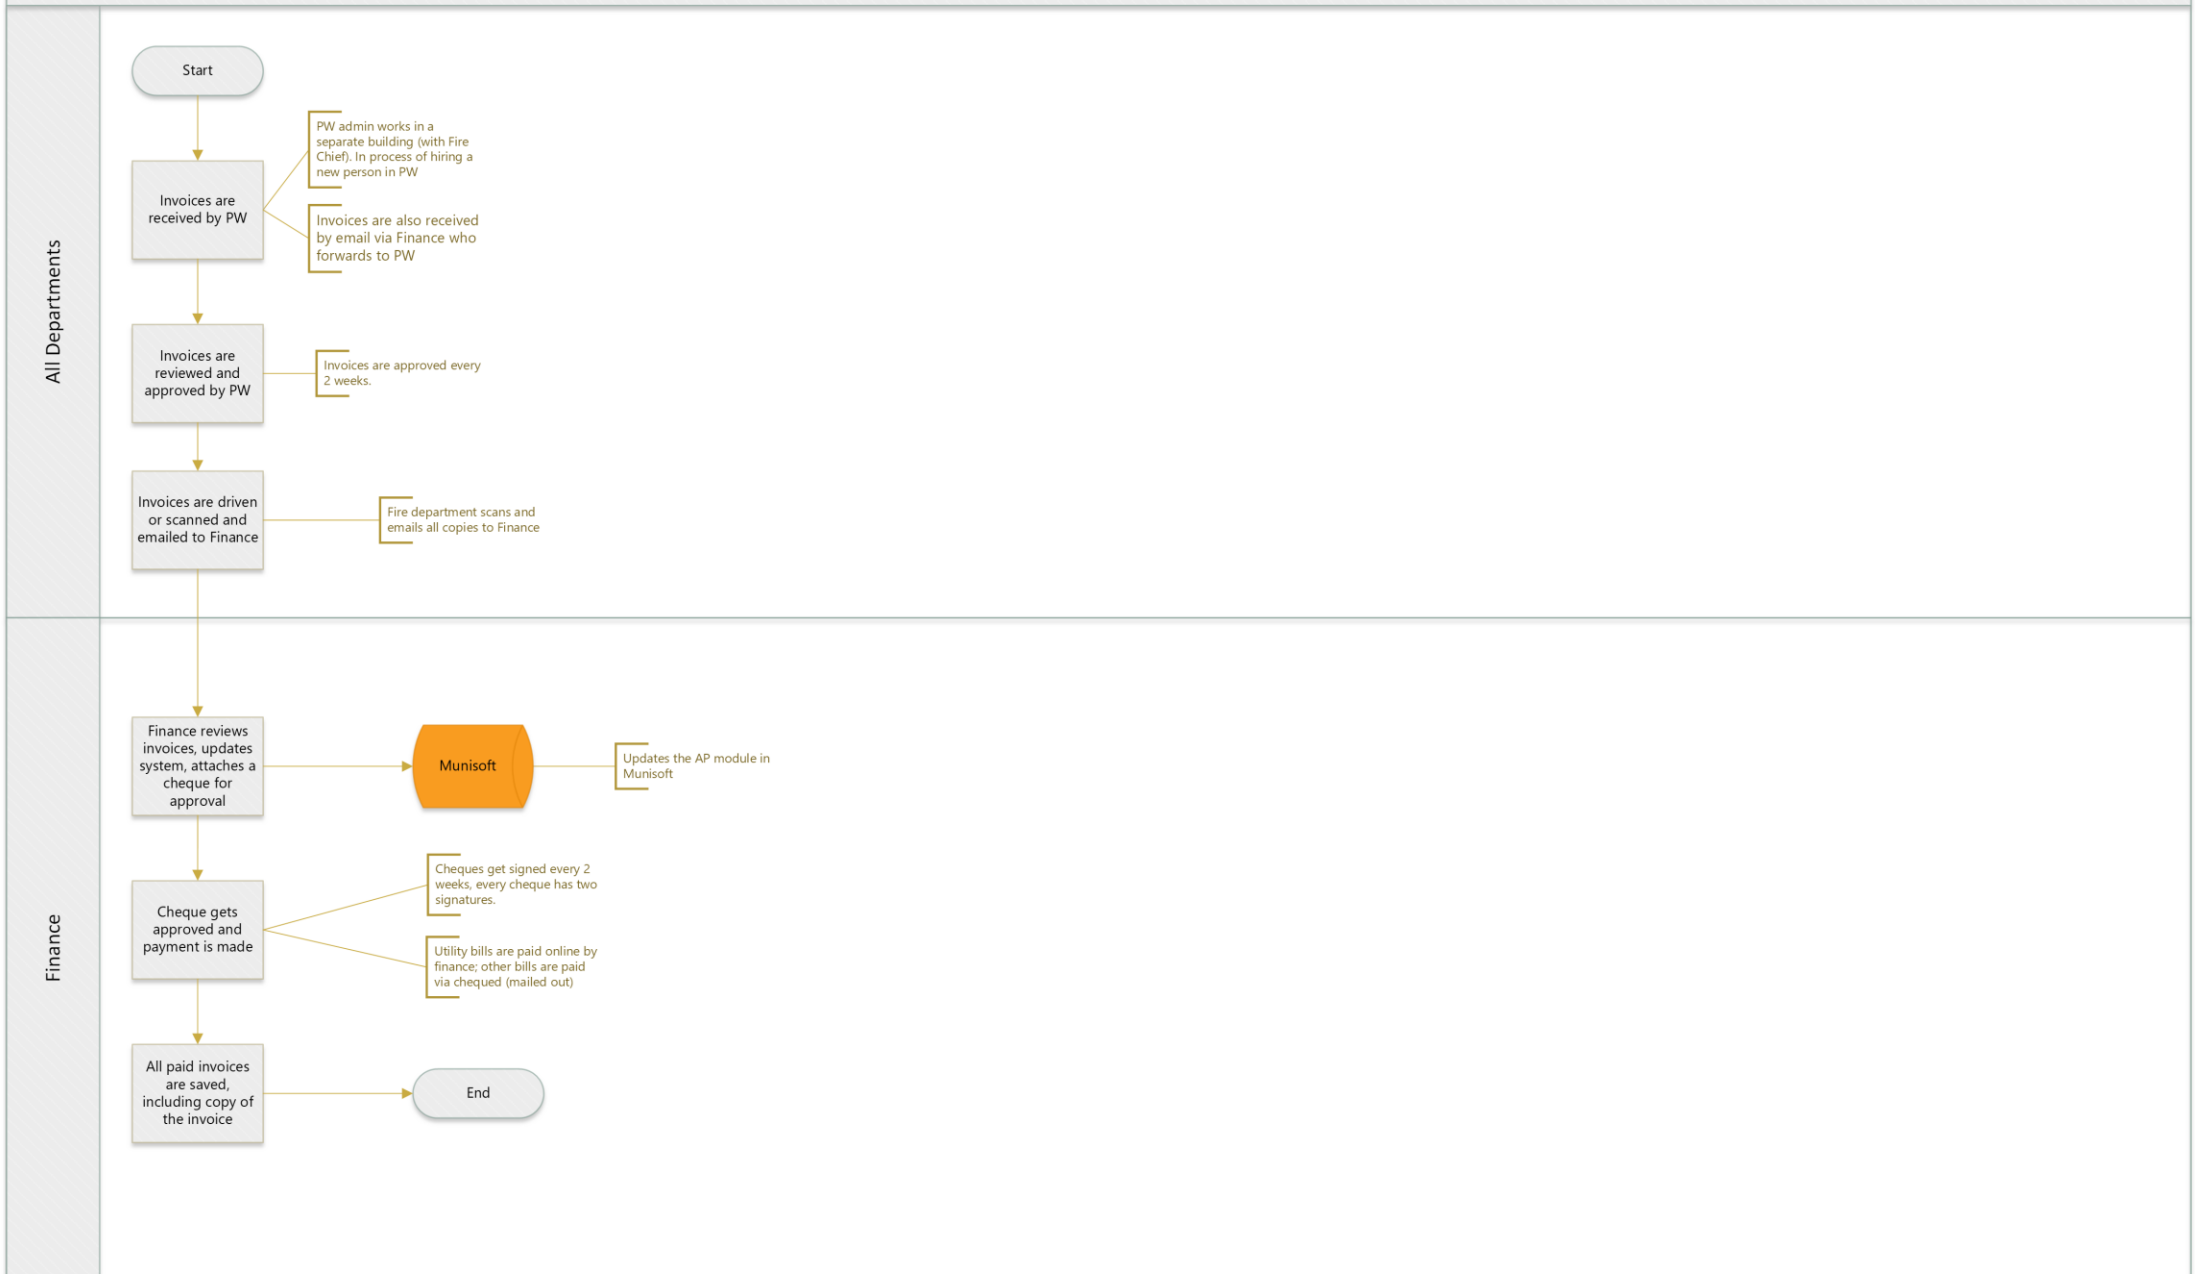 All Departments
Start
PW admin works in a
separate building (with Fire
Chief). In process of hiring a
new person in PW
Invoices are
received by PW
Invoices are also received
by email via Finance who
forwards to PW
Invoices are
reviewed and
approved by PW
Invoices are approved every
2 weeks.
Invoices are driven
or scanned and
emailed to Finance
Fire department scans and
emails all copies to Finance
Finance
Finance reviews
invoices, updates
system, attaches a
cheque for
approval
Munisoft
Updates the AP module in
Munisoft
Cheque gets
approved and
payment is made
Cheques get signed every 2
weeks, every cheque has two
signatures.
Utility bills are paid online by
finance; other bills are paid
via chequed (mailed out)
All paid invoices
are saved,
including copy of
the invoice
End